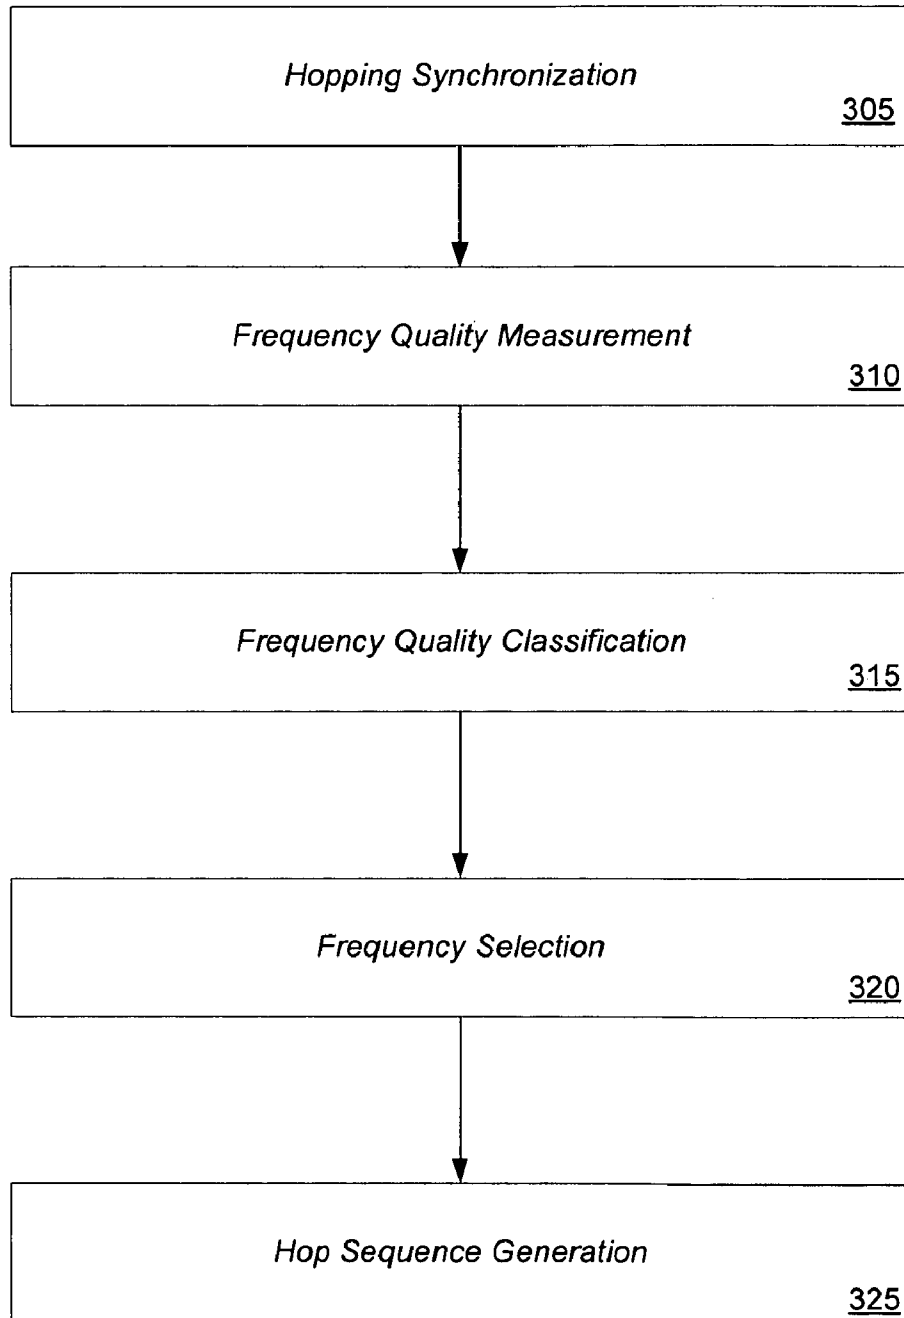 Hopping Synchronization
305
Frequency Quality Measurement
310
Frequency Quality Classification
315
Frequency Selection
320
Hop Sequence Generation
325